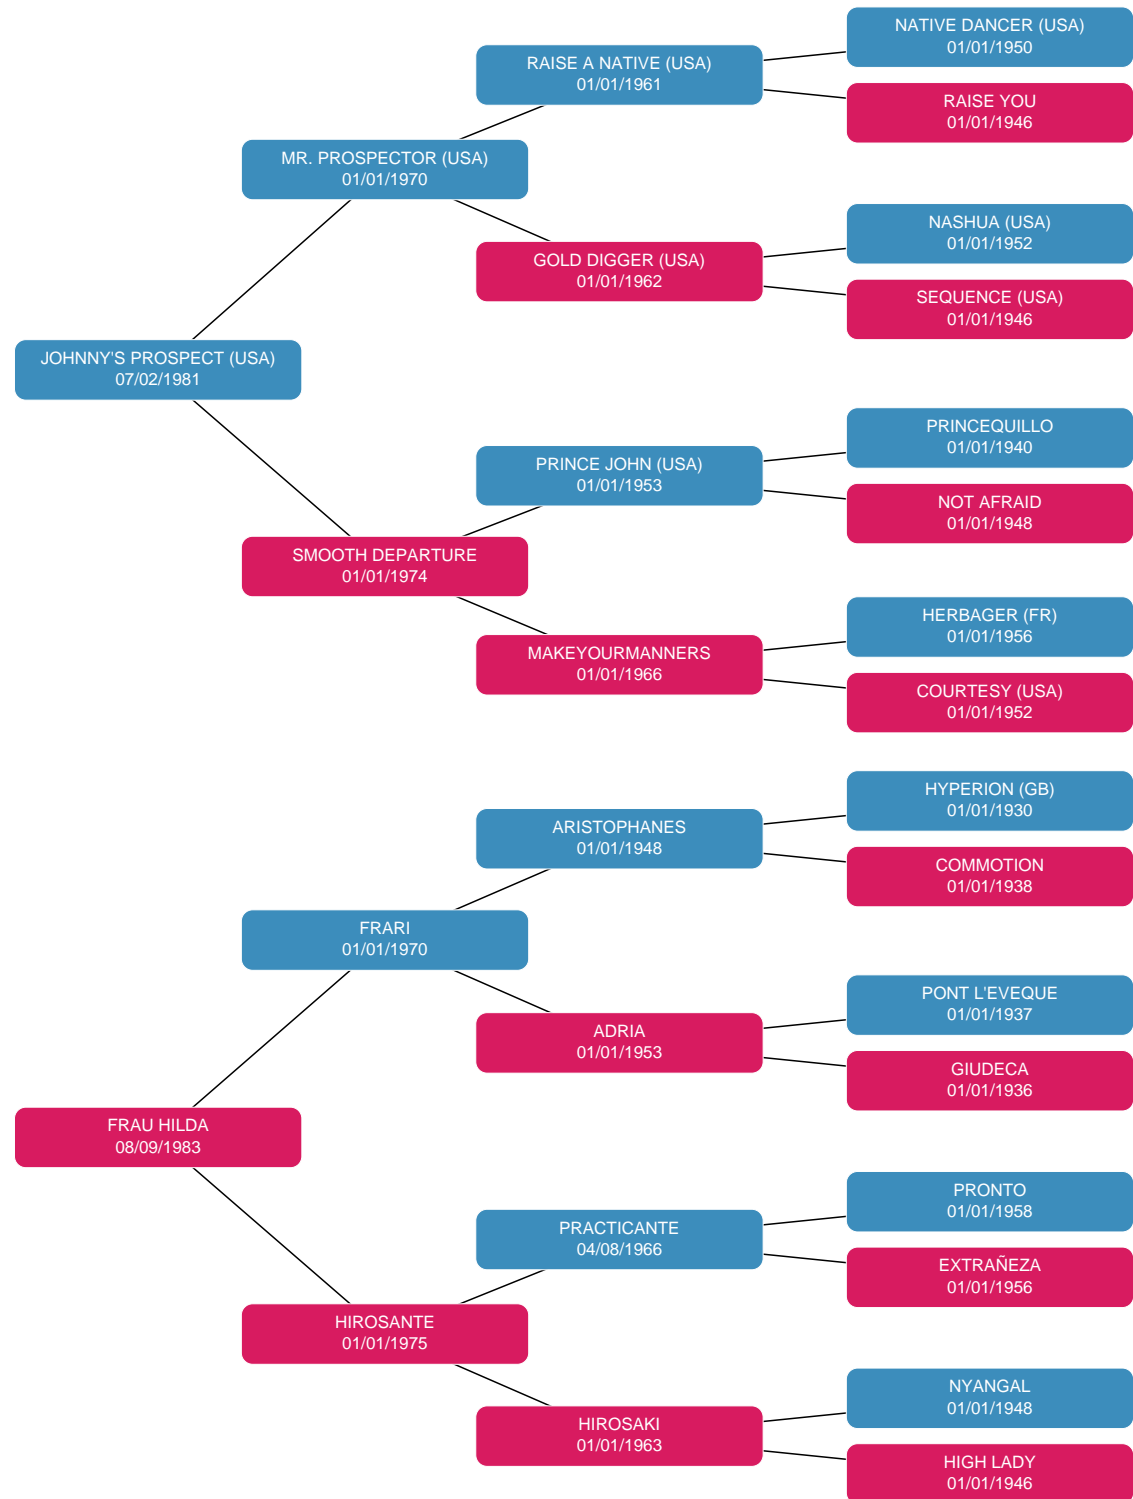 NATIVE DANCER (USA)
01/01/1950
RAISE A NATIVE (USA)
01/01/1961
RAISE YOU
01/01/1946
MR. PROSPECTOR (USA)
01/01/1970
NASHUA (USA)
01/01/1952
GOLD DIGGER (USA)
01/01/1962
SEQUENCE (USA)
01/01/1946
JOHNNY'S PROSPECT (USA)
07/02/1981
PRINCEQUILLO
01/01/1940
PRINCE JOHN (USA)
01/01/1953
NOT AFRAID
01/01/1948
SMOOTH DEPARTURE
01/01/1974
HERBAGER (FR)
01/01/1956
MAKEYOURMANNERS
01/01/1966
COURTESY (USA)
01/01/1952
HYPERION (GB)
01/01/1930
ARISTOPHANES
01/01/1948
COMMOTION
01/01/1938
FRARI
01/01/1970
PONT L'EVEQUE
01/01/1937
ADRIA
01/01/1953
GIUDECA
01/01/1936
FRAU HILDA
08/09/1983
PRONTO
01/01/1958
PRACTICANTE
04/08/1966
EXTRAÑEZA
01/01/1956
HIROSANTE
01/01/1975
NYANGAL
01/01/1948
HIROSAKI
01/01/1963
HIGH LADY
01/01/1946